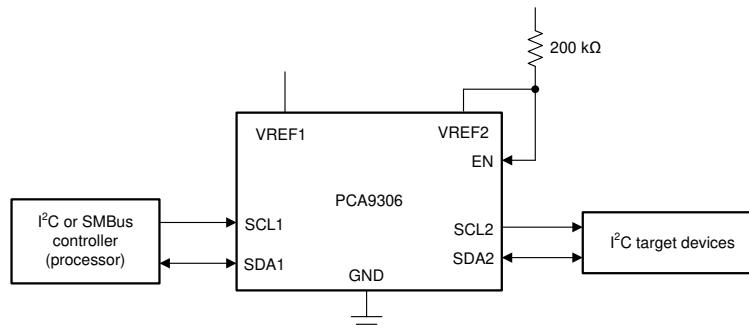 200 kΩ
VREF1
VREF2
EN
PCA9306
I²C or SMBus
controller
(processor)
SCL1
SDA1
SCL2
SDA2
GND
I²C target devices